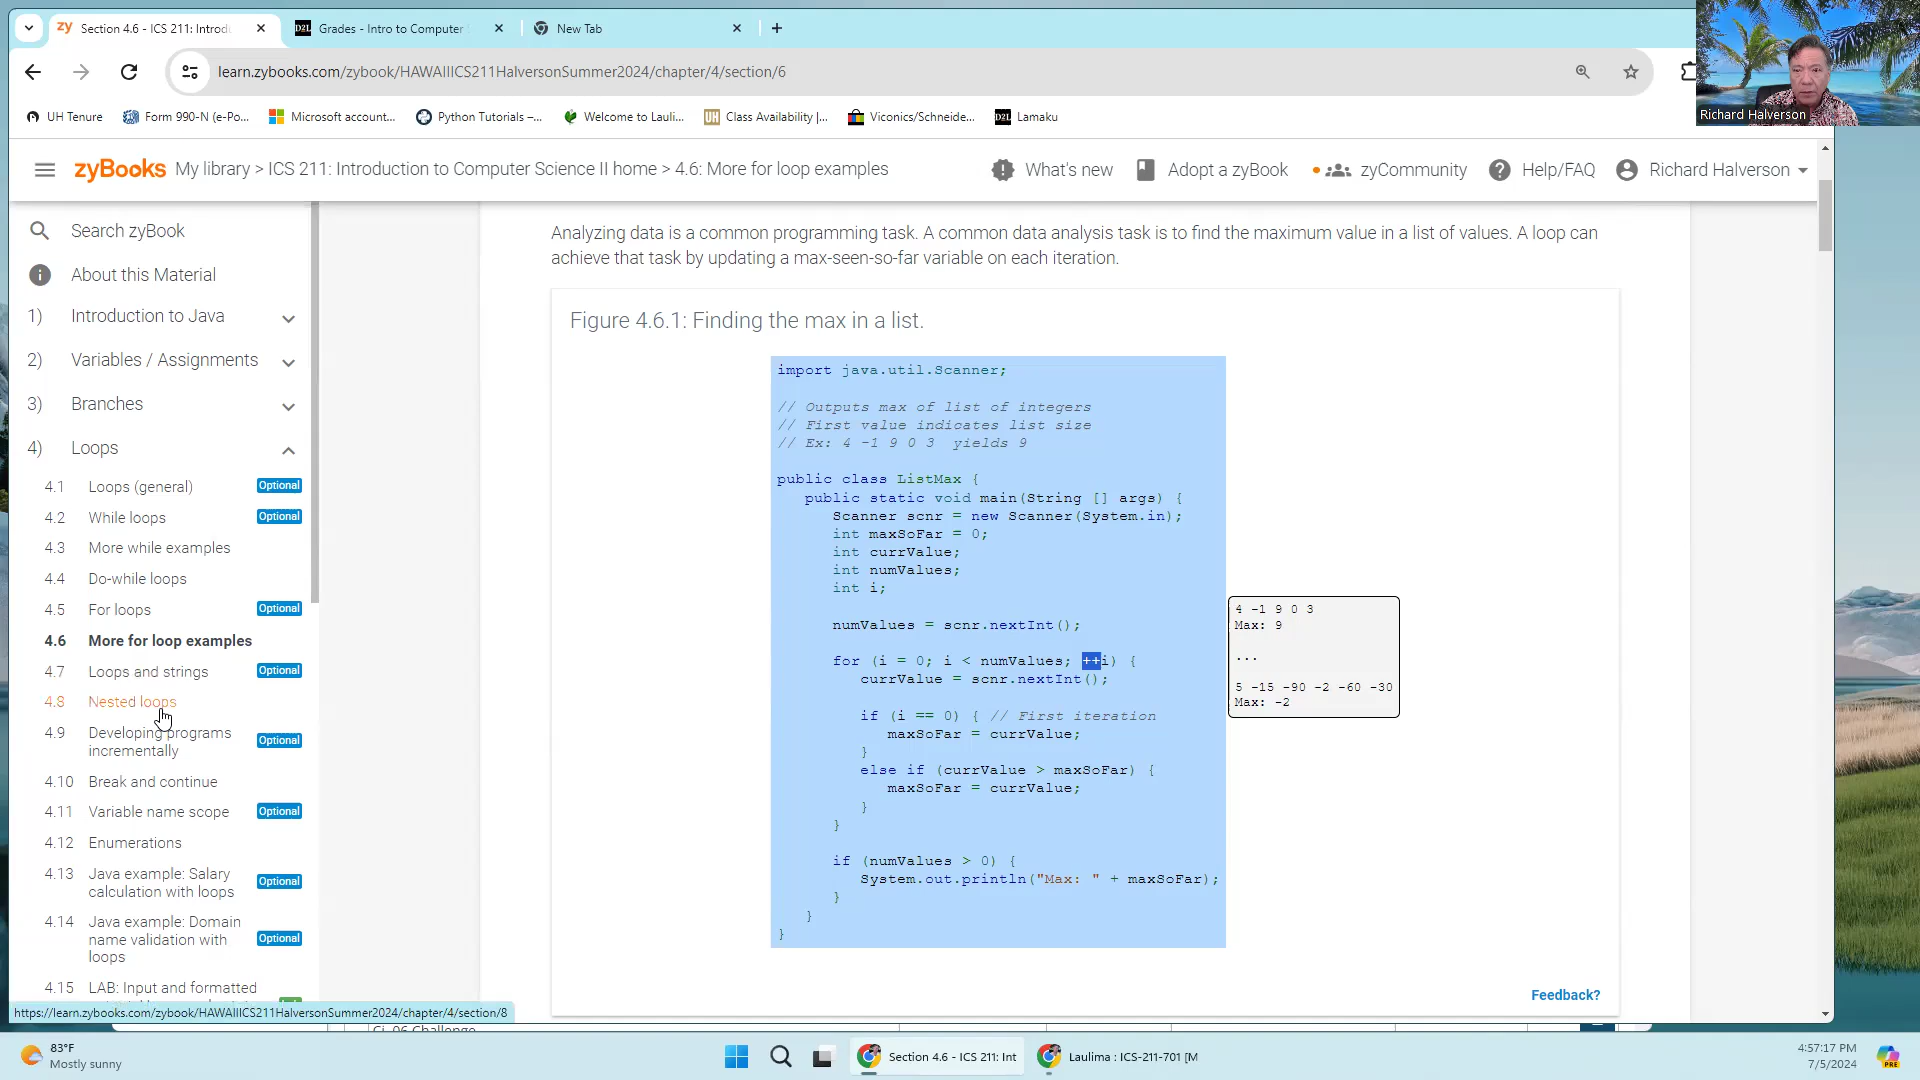 zy Section 4.6 - ICS 211: Introdu
D2L Grades - Intro to Computer
New Tab
learn.zybooks.com/zybook/HAWAIIICS211HalversonSummer2024/chapter/4/section/6
UH Tenure
Form 990-N (e-Po...
Microsoft account...
Python Tutorials –...
Welcome to Lauli...
UH Class Availability |...
Viconics/Schneide...
D2L Lamaku
Richard Halverson
zyBooks My library > ICS 211: Introduction to Computer Science II home > 4.6: More for loop examples
What's new
Adopt a zyBook
zyCommunity
Help/FAQ
Richard Halverson
Search zyBook
About this Material
1) Introduction to Java
2) Variables / Assignments
3) Branches
4) Loops
4.1 Loops (general) Optional
4.2 While loops Optional
4.3 More while examples
4.4 Do-while loops
4.5 For loops Optional
4.6 More for loop examples
4.7 Loops and strings Optional
4.8 Nested loops
4.9 Developing programs
incrementally Optional
4.10 Break and continue
4.11 Variable name scope Optional
4.12 Enumerations
4.13 Java example: Salary
calculation with loops Optional
4.14 Java example: Domain
name validation with
loops Optional
4.15 LAB: Input and formatted
https://learn.zybooks.com/zybook/HAWAIIICS211HalversonSummer2024/chapter/4/section/8
Analyzing data is a common programming task. A common data analysis task is to find the maximum value in a list of values. A loop can
achieve that task by updating a max-seen-so-far variable on each iteration.
Figure 4.6.1: Finding the max in a list.
import java.util.Scanner;
// Outputs max of list of integers
// First value indicates list size
// Ex: 4 -1 9 0 3 yields 9
public class ListMax {
public static void main(String [] args) {
Scanner scnr = new Scanner(System.in);
int maxSoFar = 0;
int currValue;
int numValues;
int i;
numValues = scnr.nextInt();
for (i = 0; i < numValues; ++i) {
currValue = scnr.nextInt();
if (i == 0) { // First iteration
maxSoFar = currValue;
}
else if (currValue > maxSoFar) {
maxSoFar = currValue;
}
}
if (numValues > 0) {
System.out.println("Max: " + maxSoFar);
}
}
}
4 -1 9 0 3
Max: 9
...
5 -15 -90 -2 -60 -30
Max: -2
Feedback?
83°F
Mostly sunny
Section 4.6 - ICS 211: Int
Laulima : ICS-211-701 [M
4:57:17 PM
7/5/2024
PRE